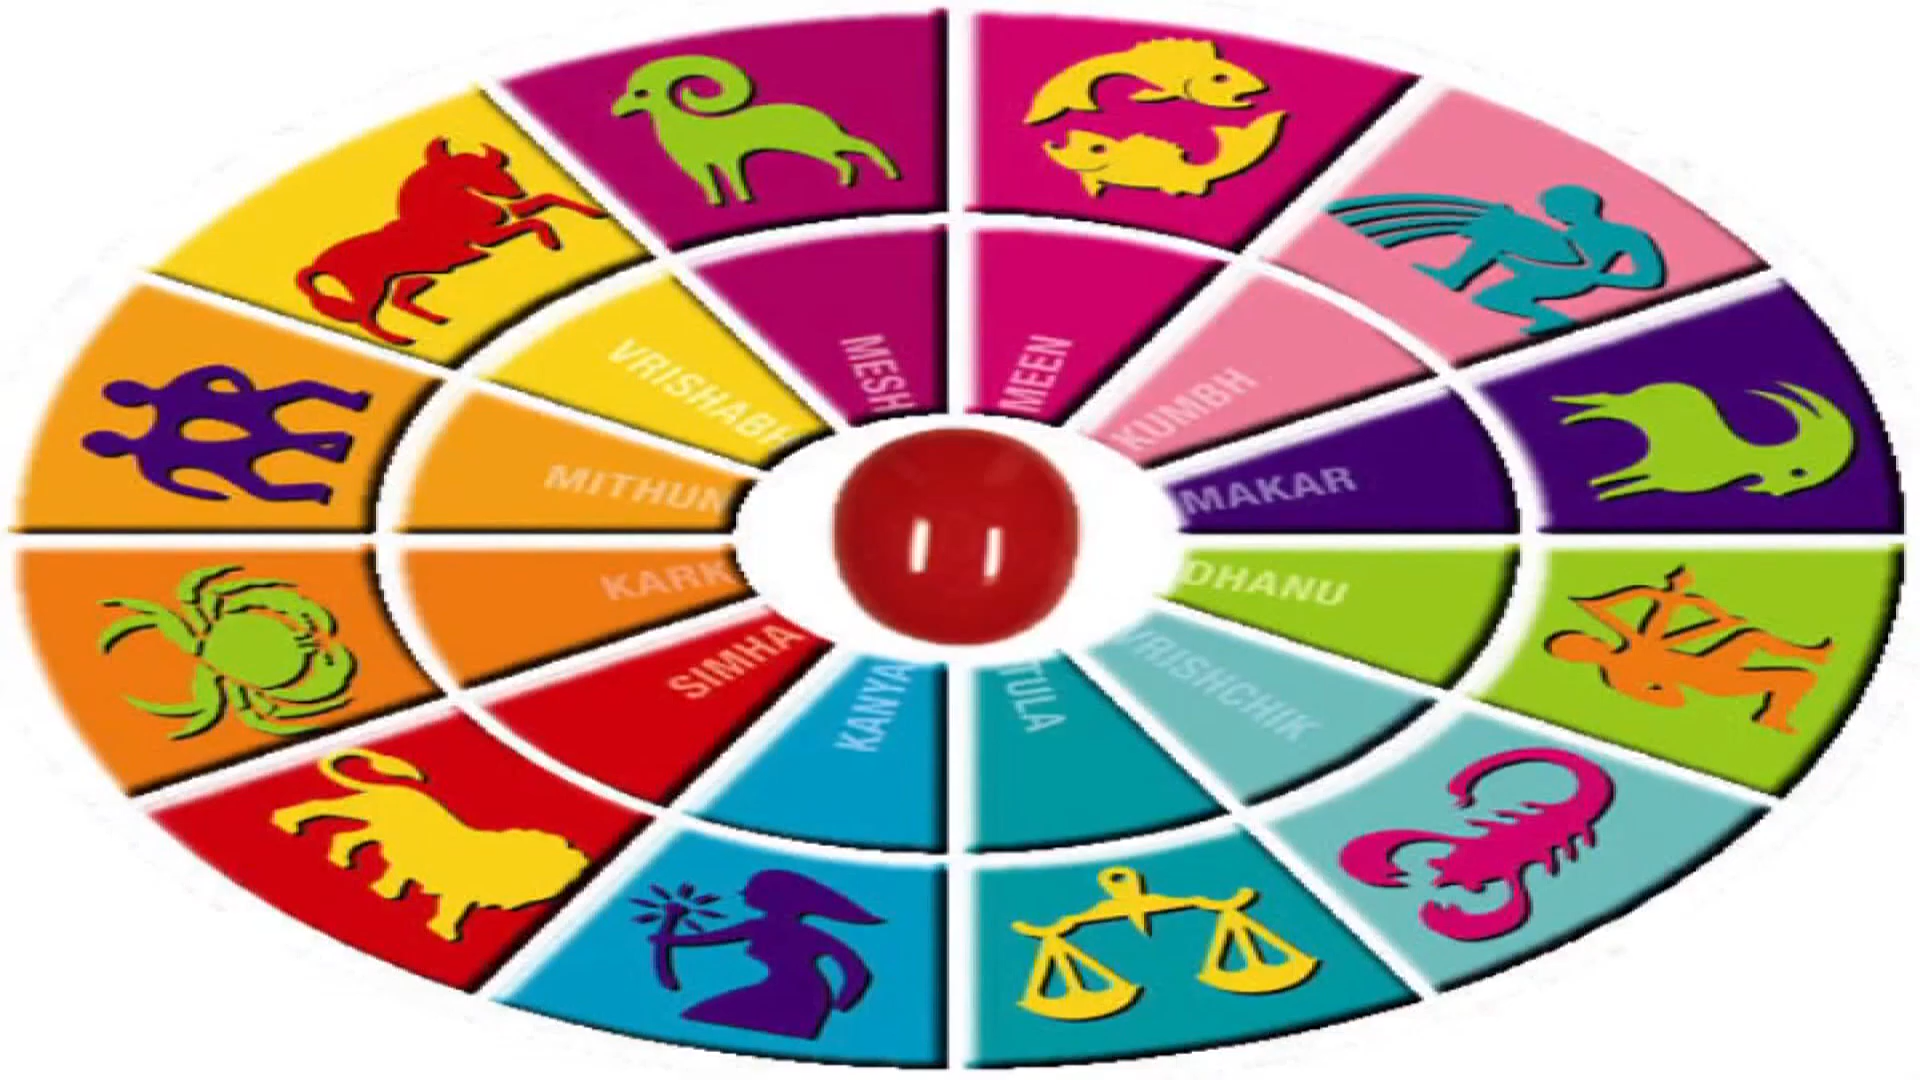 MESH
MEEN
KUMBH
MAKAR
DHANU
VRISHCHIK
TULA
KANYA
SIMHA
KARK
MITHUN
VRISHABH